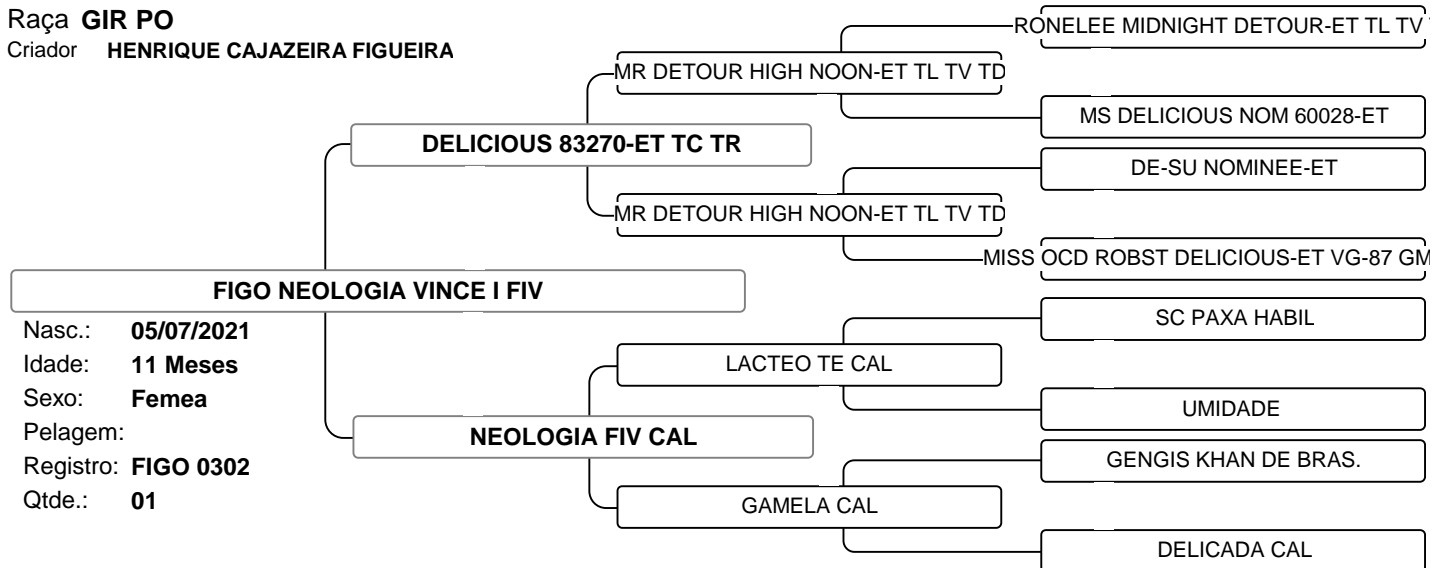 Raça GIR PO
Criador HENRIQUE CAJAZEIRA FIGUEIRA
RONELEE MIDNIGHT DETOUR-ET TL TV
MR DETOUR HIGH NOON-ET TL TV TD
MS DELICIOUS NOM 60028-ET
DELICIOUS 83270-ET TC TR
DE-SU NOMINEE-ET
MR DETOUR HIGH NOON-ET TL TV TD
MISS OCD ROBST DELICIOUS-ET VG-87 GM
FIGO NEOLOGIA VINCE I FIV
SC PAXA HABIL
Nasc.: 05/07/2021
Idade: 11 Meses
LACTEO TE CAL
Sexo: Femea
UMIDADE
Pelagem:
NEOLOGIA FIV CAL
Registro: FIGO 0302
GENGIS KHAN DE BRAS.
Qtde.: 01
GAMELA CAL
DELICADA CAL